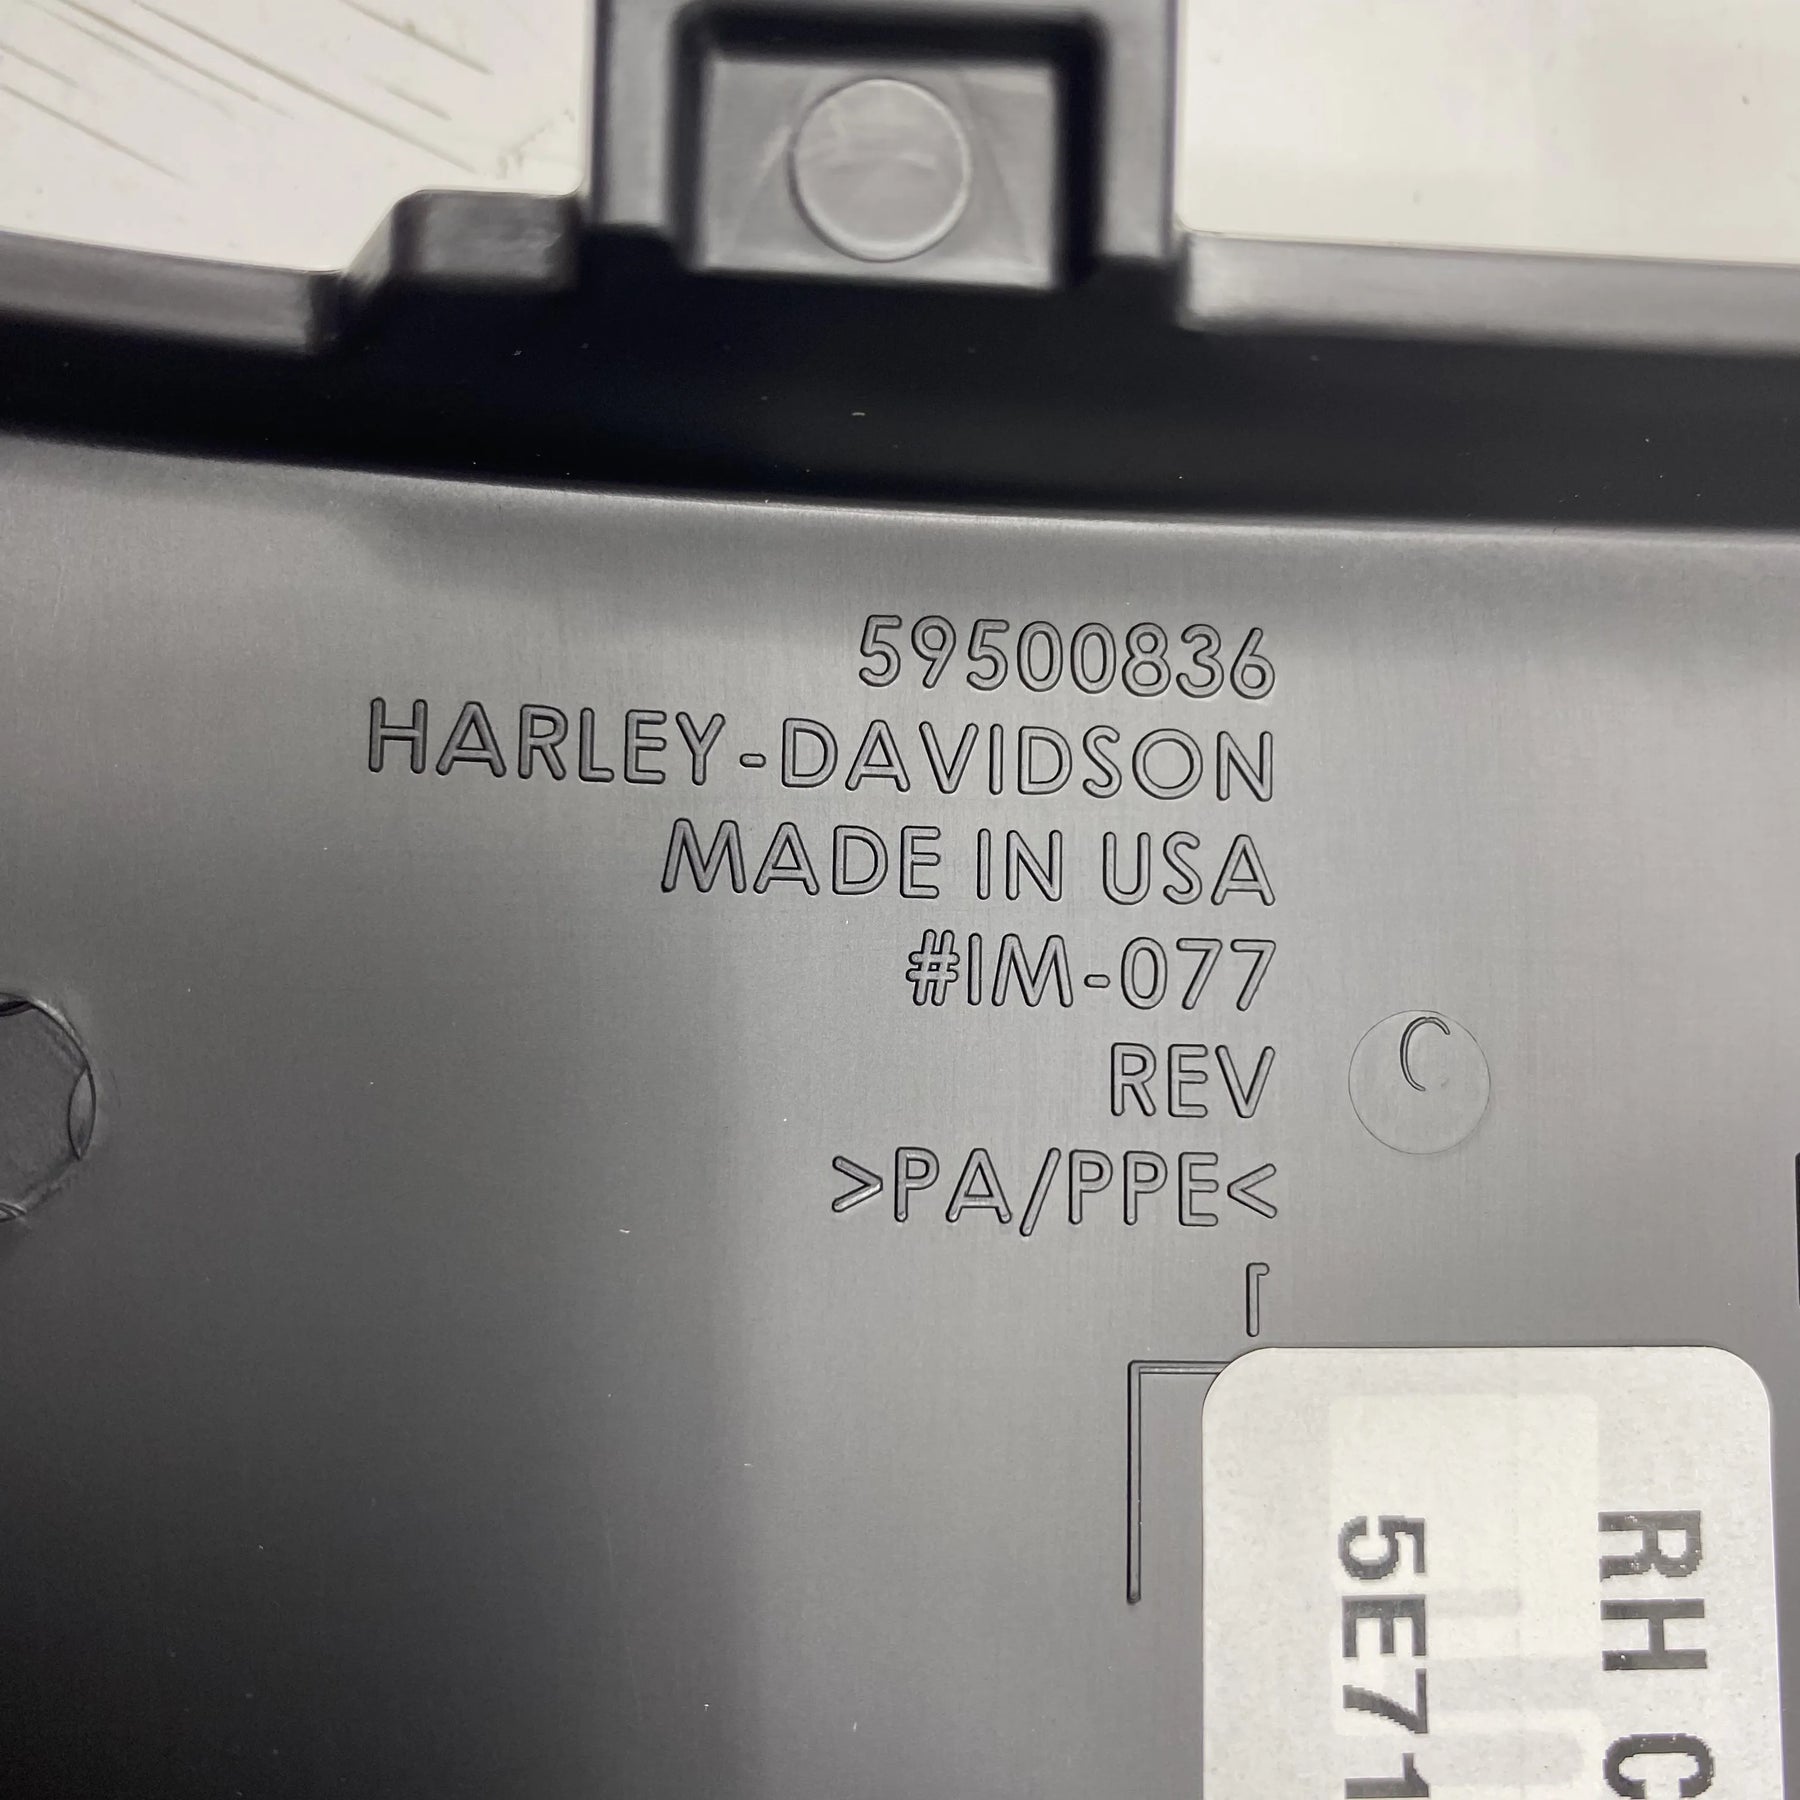 59500836
HARLEY-DAVIDSON
MADE IN USA
#IM-077
REV C
>PA/PPE<
RH C
5E71